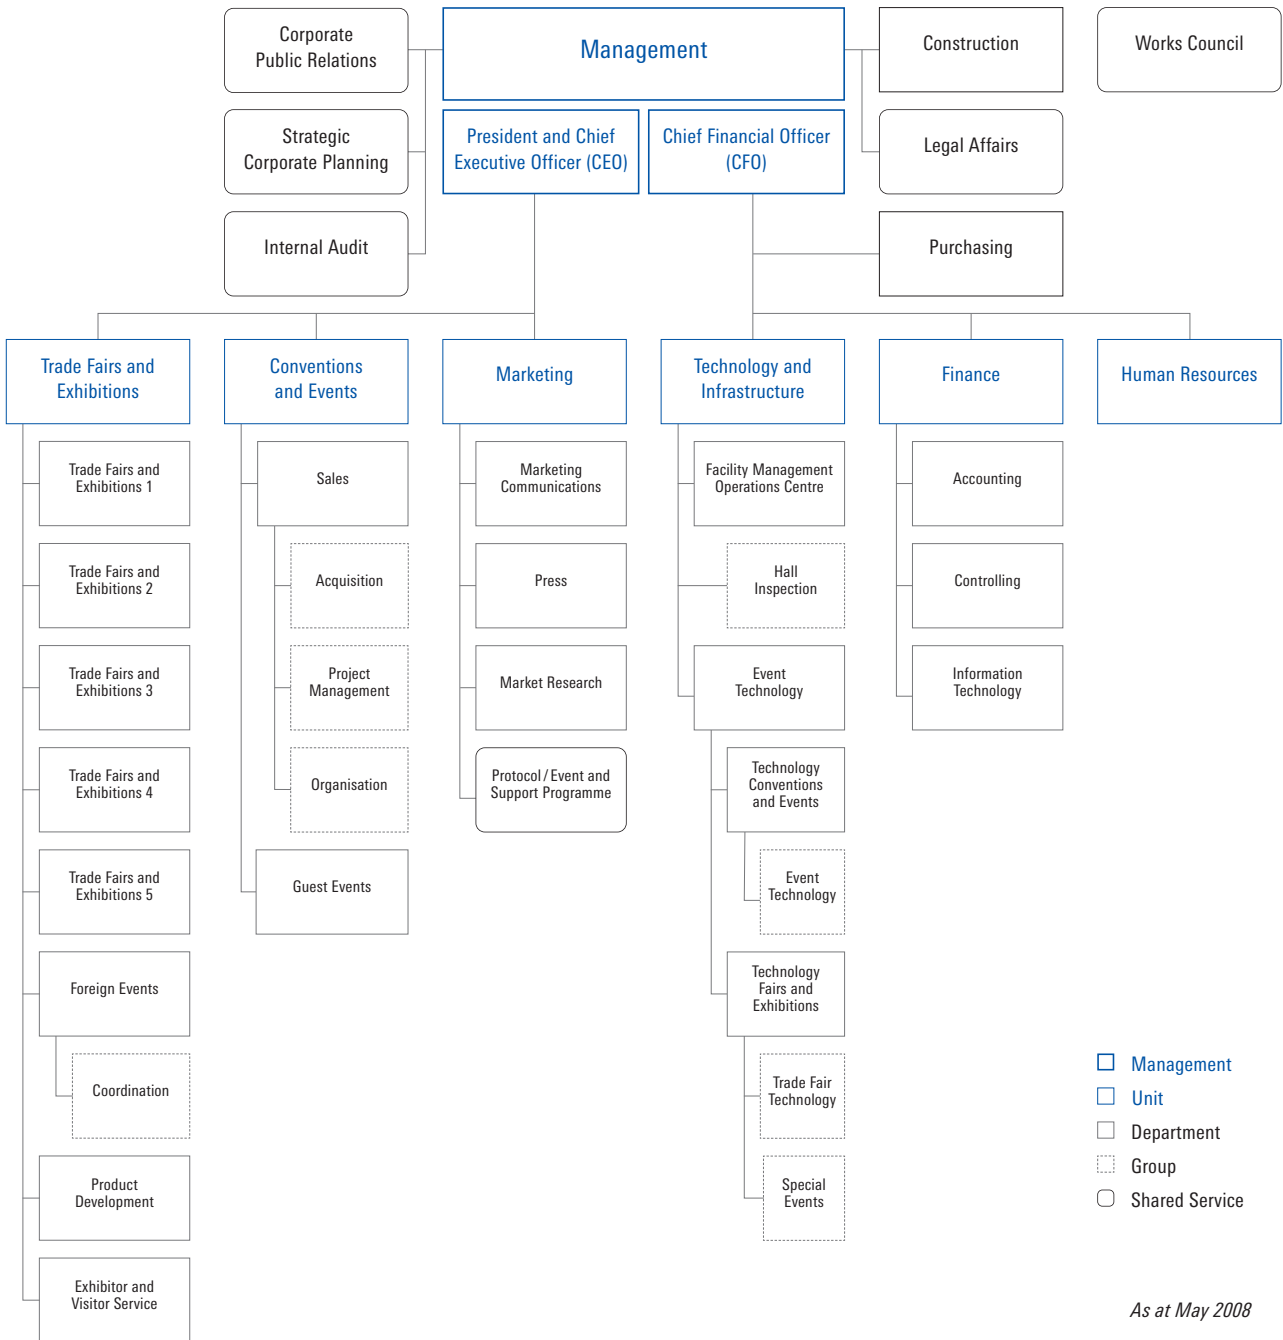 Corporate
Public Relations
Management
Construction
Works Council
Strategic
Corporate Planning
President and Chief
Executive Officer (CEO)
Chief Financial Officer
(CFO)
Legal Affairs
Internal Audit
Purchasing
Trade Fairs and
Exhibitions
Conventions
and Events
Marketing
Technology and
Infrastructure
Finance
Human Resources
Trade Fairs and
Exhibitions 1
Trade Fairs and
Exhibitions 2
Trade Fairs and
Exhibitions 3
Trade Fairs and
Exhibitions 4
Trade Fairs and
Exhibitions 5
Foreign Events
Coordination
Product
Development
Exhibitor and
Visitor Service
Sales
Acquisition
Project
Management
Organisation
Guest Events
Marketing
Communications
Press
Market Research
Protocol / Event and
Support Programme
Facility Management
Operations Centre
Hall
Inspection
Event
Technology
Technology
Conventions
and Events
Event
Technology
Technology
Fairs and
Exhibitions
Trade Fair
Technology
Special
Events
Accounting
Controlling
Information
Technology
Management
Unit
Department
Group
Shared Service
As at May 2008